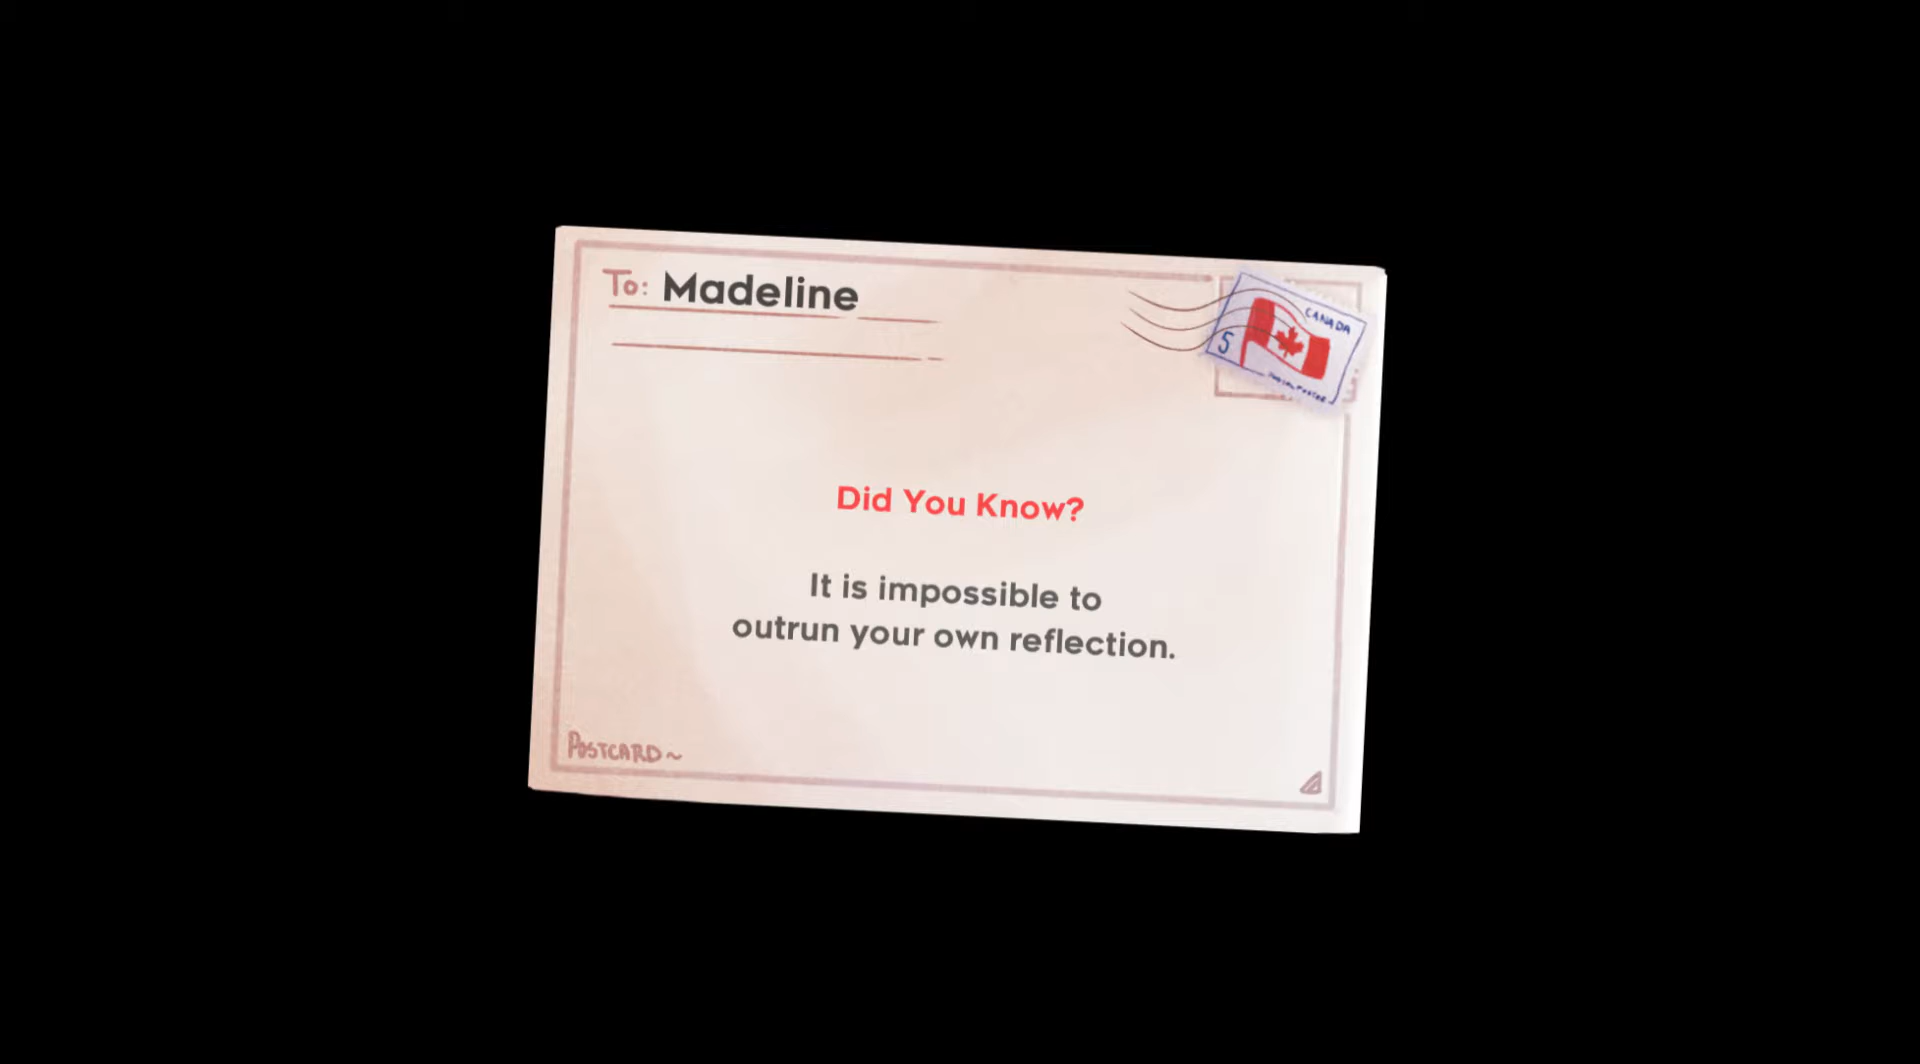 To: Madeline
CANADA
5
Did You Know?
It is impossible to
outrun your own reflection.
POSTCARD~